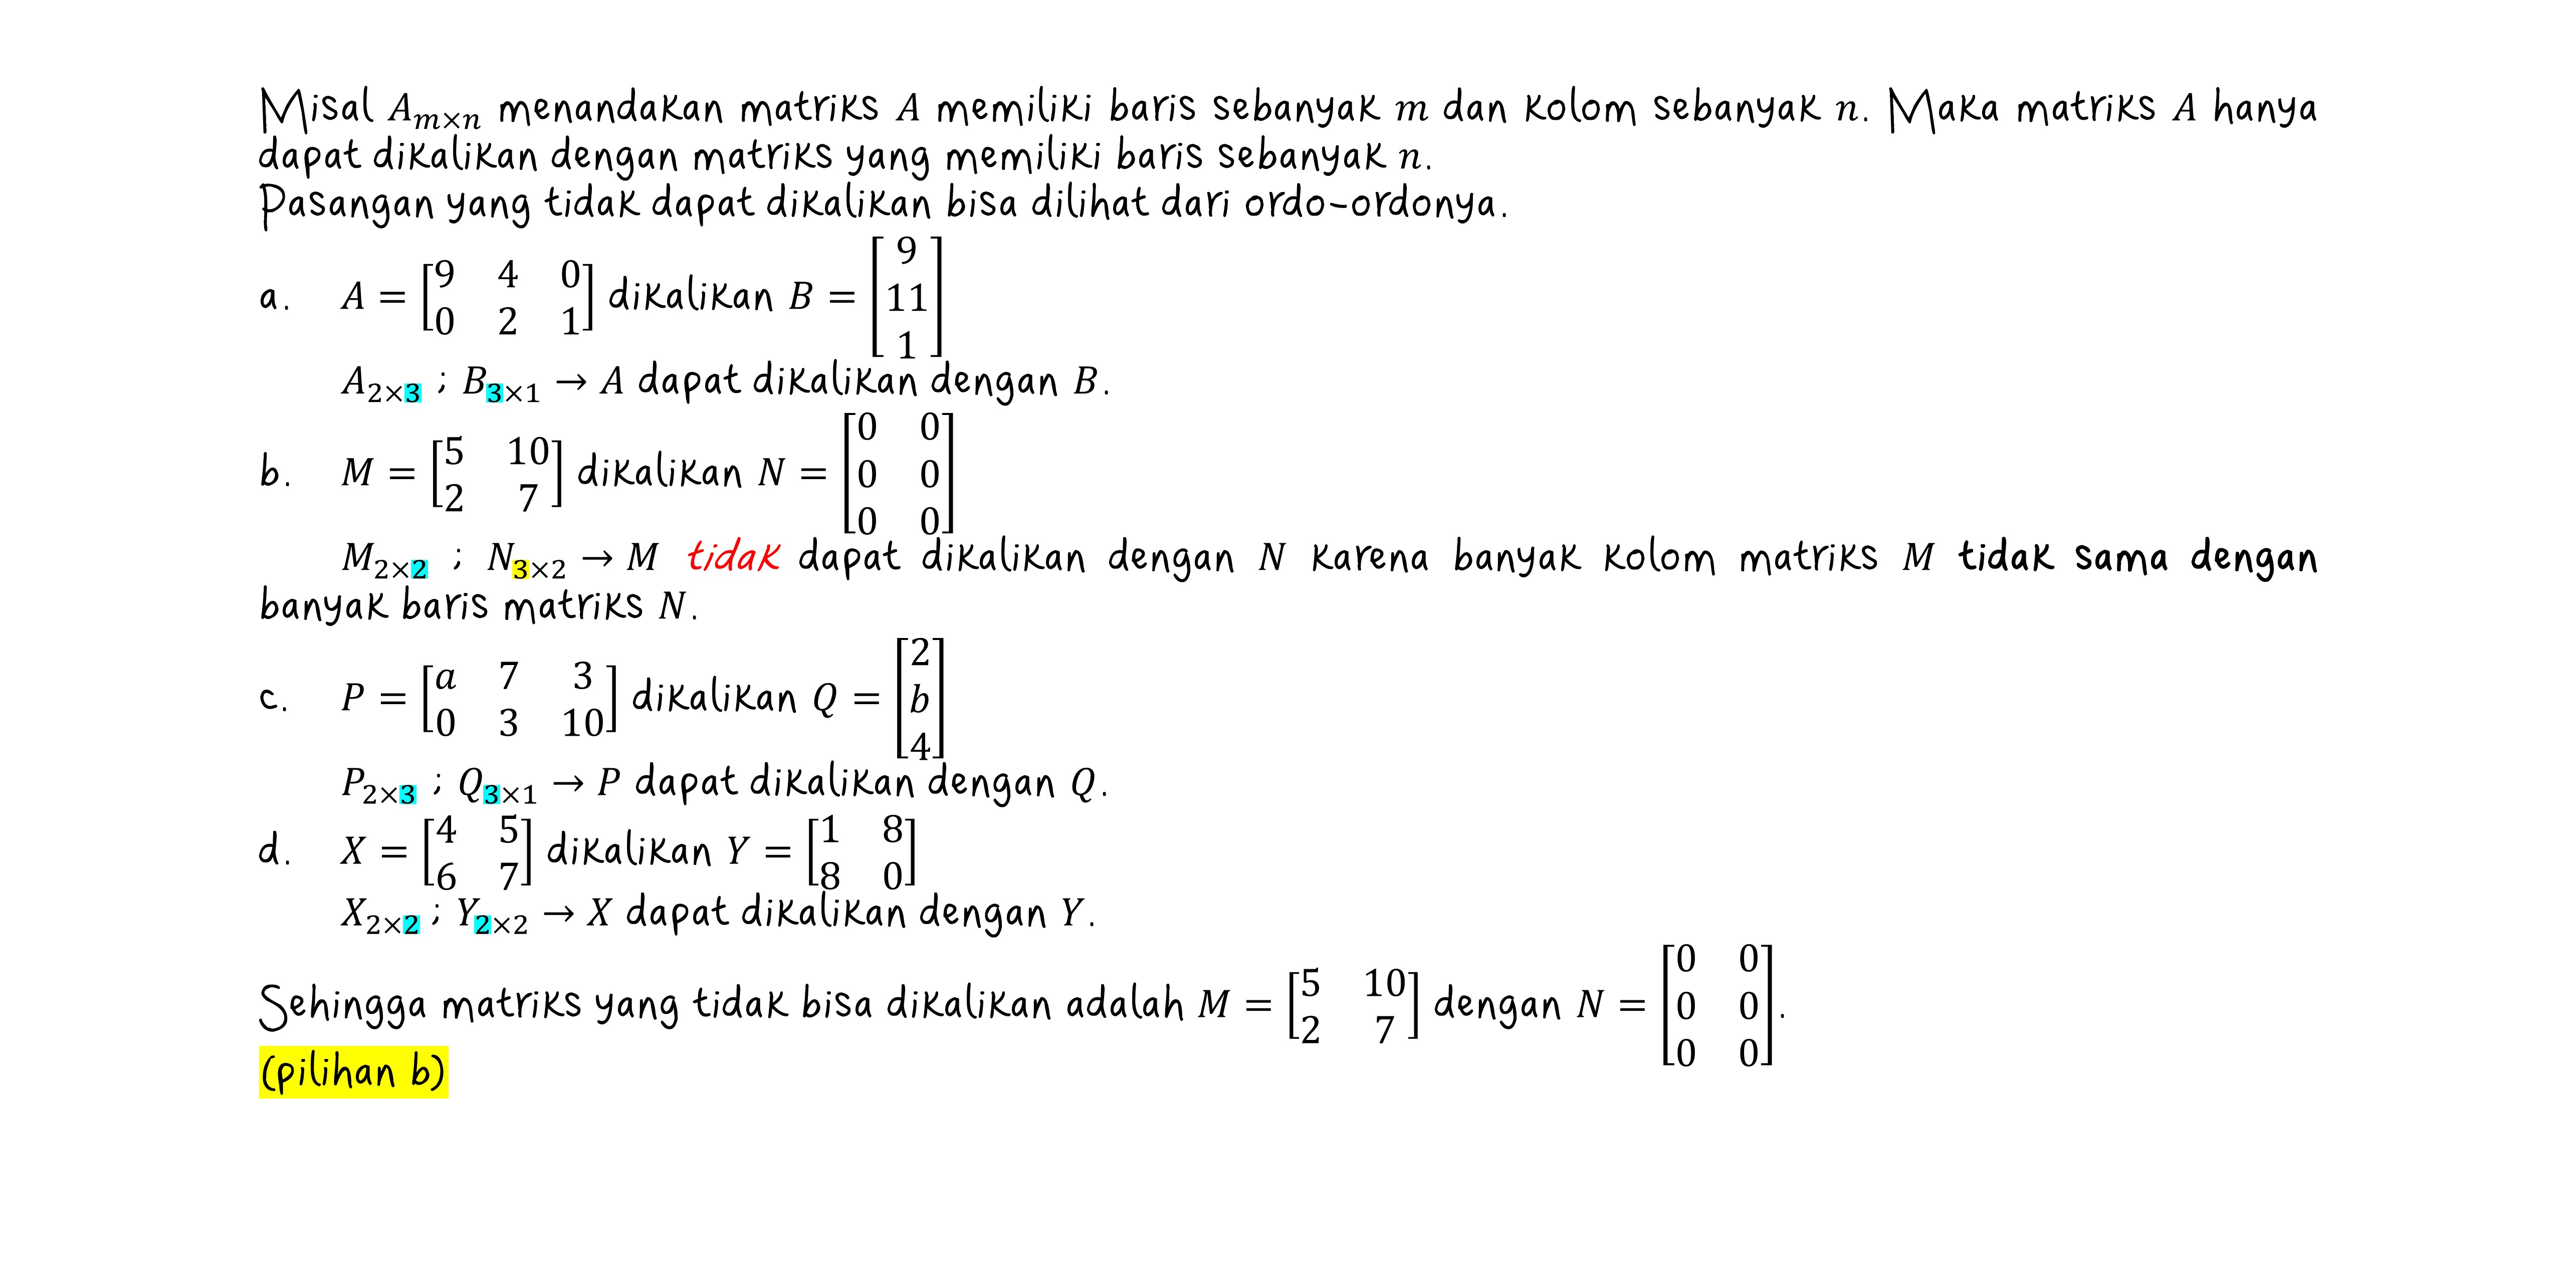 Misal $A_{m\times n}$ menandakan matriks $A$ memiliki baris sebanyak $m$ dan kolom sebanyak $n$. Maka matriks $A$ hanya
dapat dikalikan dengan matriks yang memiliki baris sebanyak $n$.
Pasangan yang tidak dapat dikalikan bisa dilihat dari ordo-ordonya.
a. $A = \begin{bmatrix} 9 & 4 & 0 \\ 0 & 2 & 1 \end{bmatrix}$ dikalikan $B = \begin{bmatrix} 9 \\ 11 \\ 1 \end{bmatrix}$
$A_{2\times 3}$ ; $B_{3\times 1}$ → $A$ dapat dikalikan dengan $B$.
b. $M = \begin{bmatrix} 5 & 10 \\ 2 & 7 \end{bmatrix}$ dikalikan $N = \begin{bmatrix} 0 & 0 \\ 0 & 0 \\ 0 & 0 \end{bmatrix}$
$M_{2\times 2}$ ; $N_{3\times 2}$ → $M$ tidak dapat dikalikan dengan $N$ karena banyak kolom matriks $M$ tidak sama dengan
banyak baris matriks $N$.
c. $P = \begin{bmatrix} a & 7 & 3 \\ 0 & 3 & 10 \end{bmatrix}$ dikalikan $Q = \begin{bmatrix} 2 \\ b \\ 4 \end{bmatrix}$
$P_{2\times 3}$ ; $Q_{3\times 1}$ → $P$ dapat dikalikan dengan $Q$.
d. $X = \begin{bmatrix} 4 & 5 \\ 6 & 7 \end{bmatrix}$ dikalikan $Y = \begin{bmatrix} 1 & 8 \\ 8 & 0 \end{bmatrix}$
$X_{2\times 2}$ ; $Y_{2\times 2}$ → $X$ dapat dikalikan dengan $Y$.
Sehingga matriks yang tidak bisa dikalikan adalah $M = \begin{bmatrix} 5 & 10 \\ 2 & 7 \end{bmatrix}$ dengan $N = \begin{bmatrix} 0 & 0 \\ 0 & 0 \\ 0 & 0 \end{bmatrix}$.
(pilihan b)